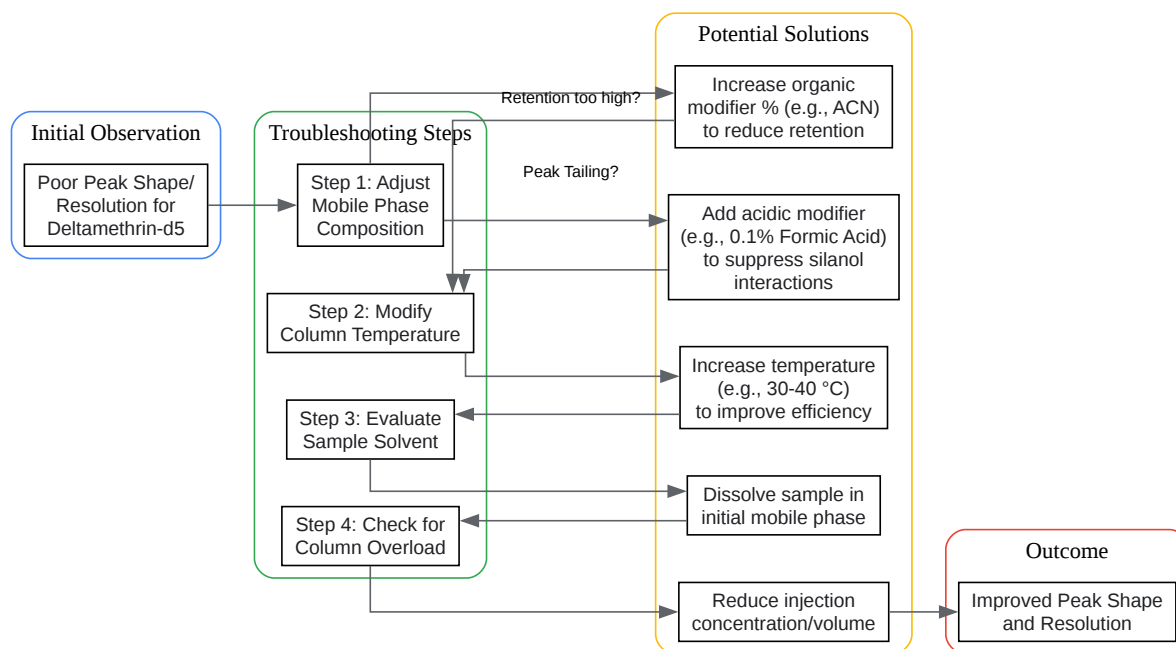 Initial Observation
Poor Peak Shape/
Resolution for
Deltamethrin-d5
Troubleshooting Steps
Step 1: Adjust
Mobile Phase
Composition
Step 2: Modify
Column Temperature
Step 3: Evaluate
Sample Solvent
Step 4: Check for
Column Overload
Retention too high?
Peak Tailing?
Potential Solutions
Increase organic
modifier % (e.g., ACN)
to reduce retention
Add acidic modifier
(e.g., 0.1% Formic Acid)
to suppress silanol
interactions
Increase temperature
(e.g., 30-40 °C)
to improve efficiency
Dissolve sample in
initial mobile phase
Reduce injection
concentration/volume
Outcome
Improved Peak Shape
and Resolution